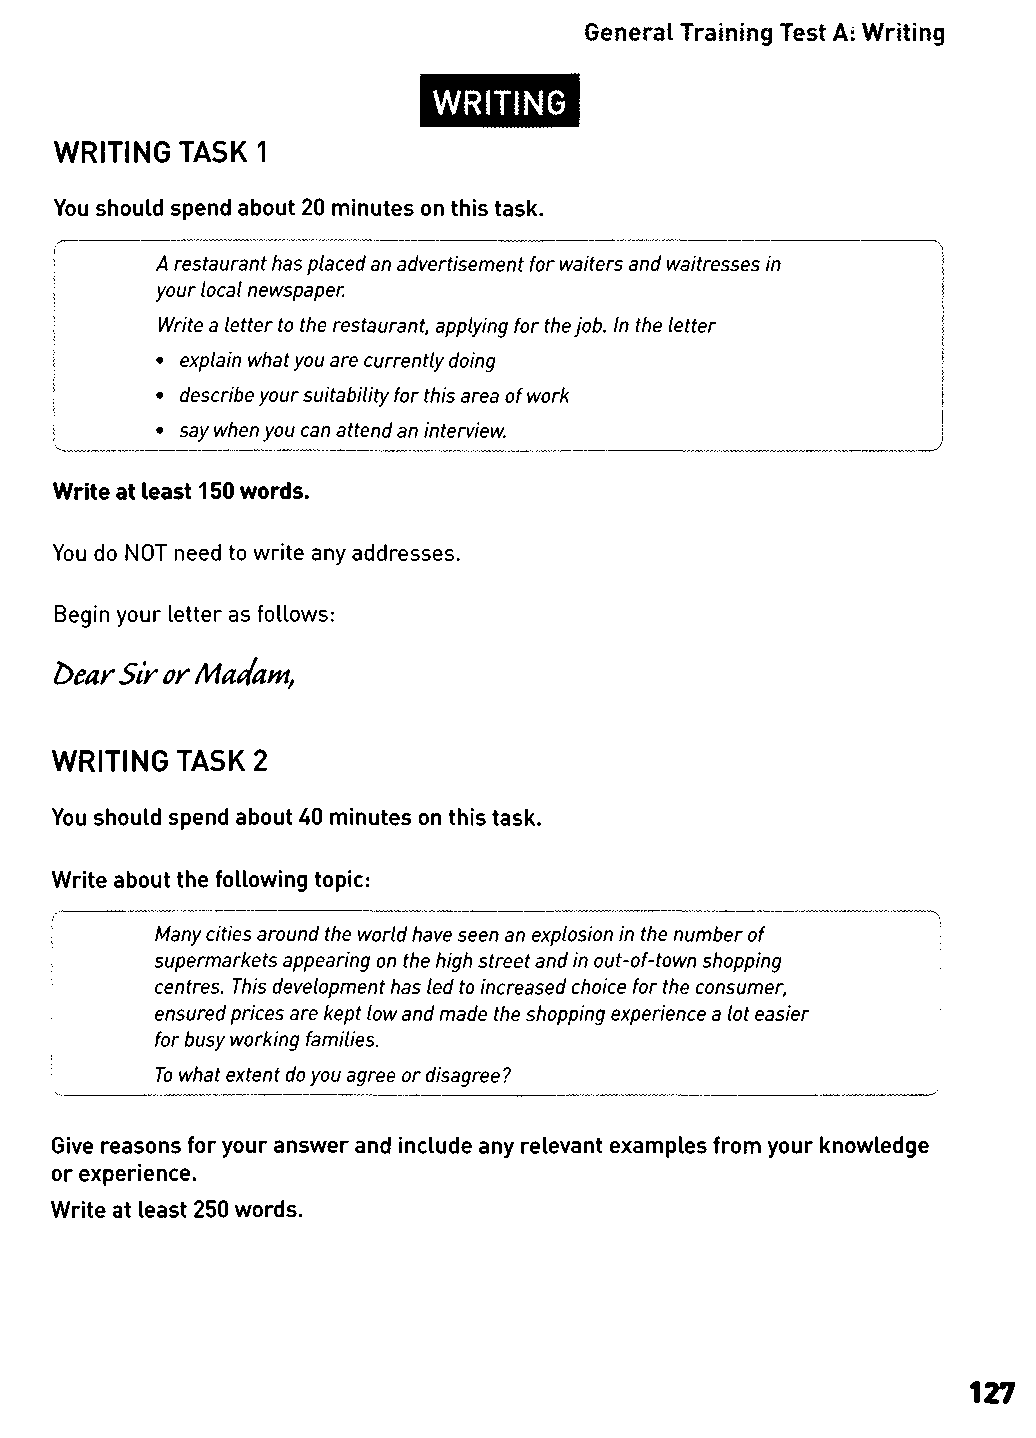 General Training Test A: Writing
WRITING
WRITING TASK 1
You should spend about 20 minutes on this task.
A restaurant has placed an advertisement for waiters and waitresses in
your local newspaper.
Write a letter to the restaurant, applying for the job. In the letter
• explain what you are currently doing
• describe your suitability for this area of work
• say when you can attend an interview.
Write at least 150 words.
You do NOT need to write any addresses.
Begin your letter as follows:
Dear Sir or Madam,
WRITING TASK 2
You should spend about 40 minutes on this task.
Write about the following topic:
Many cities around the world have seen an explosion in the number of
supermarkets appearing on the high street and in out-of-town shopping
centres. This development has led to increased choice for the consumer,
ensured prices are kept low and made the shopping experience a lot easier
for busy working families.
To what extent do you agree or disagree?
Give reasons for your answer and include any relevant examples from your knowledge
or experience.
Write at least 250 words.
127